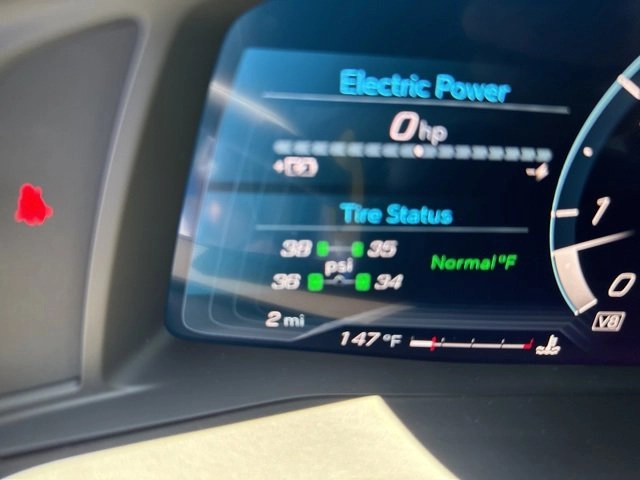 Electric Power
0 hp
Tire Status
38 35
psi
36 34
Normal °F
2 mi
147 °F
1
0
V8